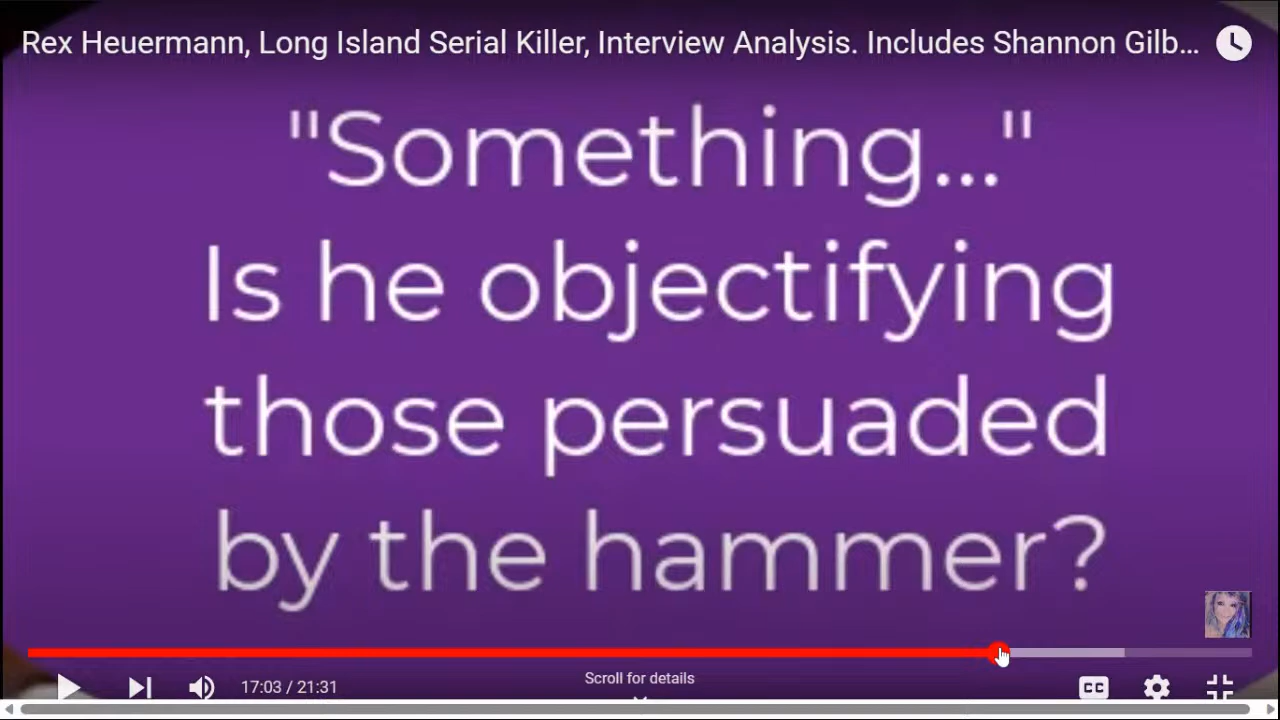 Rex Heuermann, Long Island Serial Killer, Interview Analysis. Includes Shannon Gilb...
"Something..."
Is he objectifying
those persuaded
by the hammer?
17:03 / 21:31
Scroll for details
CC